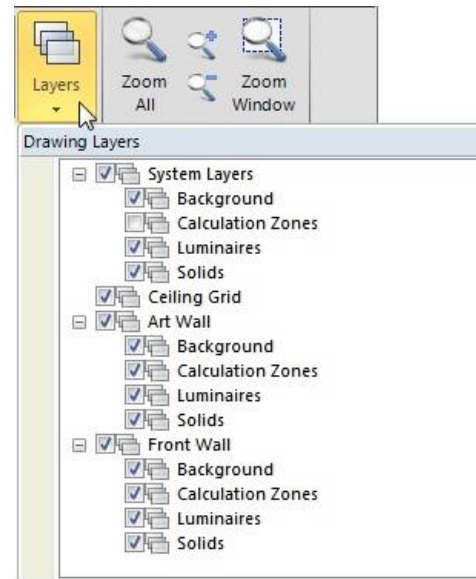 Layers
Zoom
All
Zoom
Window
Drawing Layers
System Layers
Background
Calculation Zones
Luminaires
Solids
Ceiling Grid
Art Wall
Background
Calculation Zones
Luminaires
Solids
Front Wall
Background
Calculation Zones
Luminaires
Solids